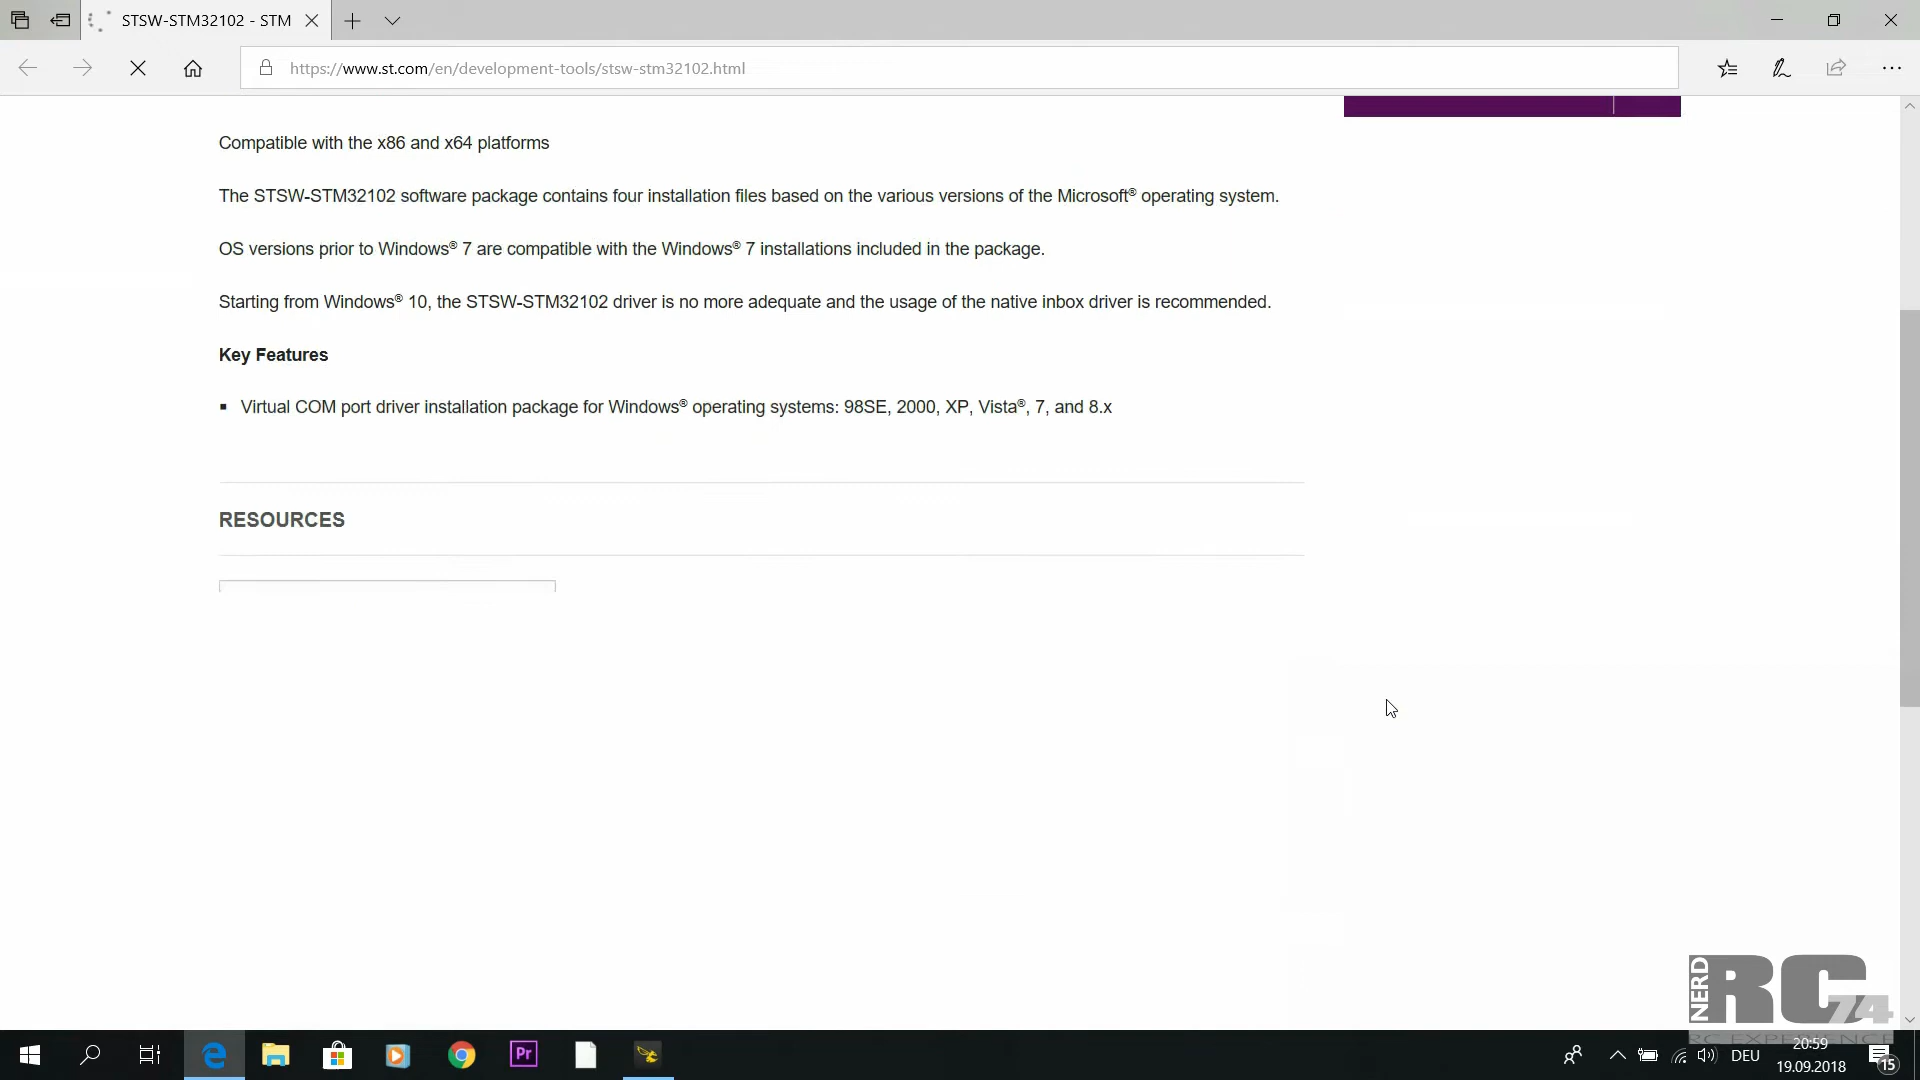 STSW-STM32102 - STM
https://www.st.com/en/development-tools/stsw-stm32102.html
Compatible with the x86 and x64 platforms
The STSW-STM32102 software package contains four installation files based on the various versions of the Microsoft® operating system.
OS versions prior to Windows® 7 are compatible with the Windows® 7 installations included in the package.
Starting from Windows® 10, the STSW-STM32102 driver is no more adequate and the usage of the native inbox driver is recommended.
Key Features
▪ Virtual COM port driver installation package for Windows® operating systems: 98SE, 2000, XP, Vista®, 7, and 8.x
RESOURCES
NERD
RC
74
RC EXPERIENCE
Pr
DEU
20:59
19.09.2018
15